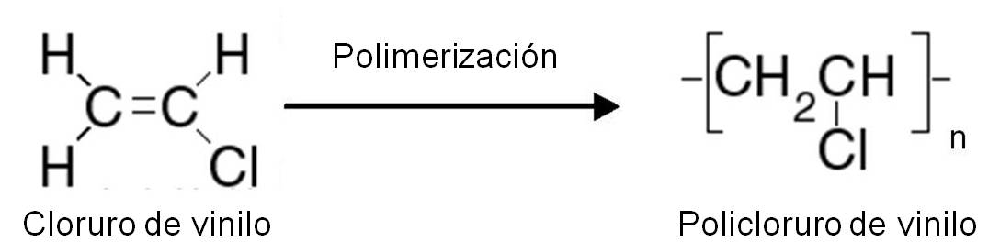 H H
Polimerización
C=C
H Cl
-[CH2CH]-n
Cl
Cloruro de vinilo
Policloruro de vinilo